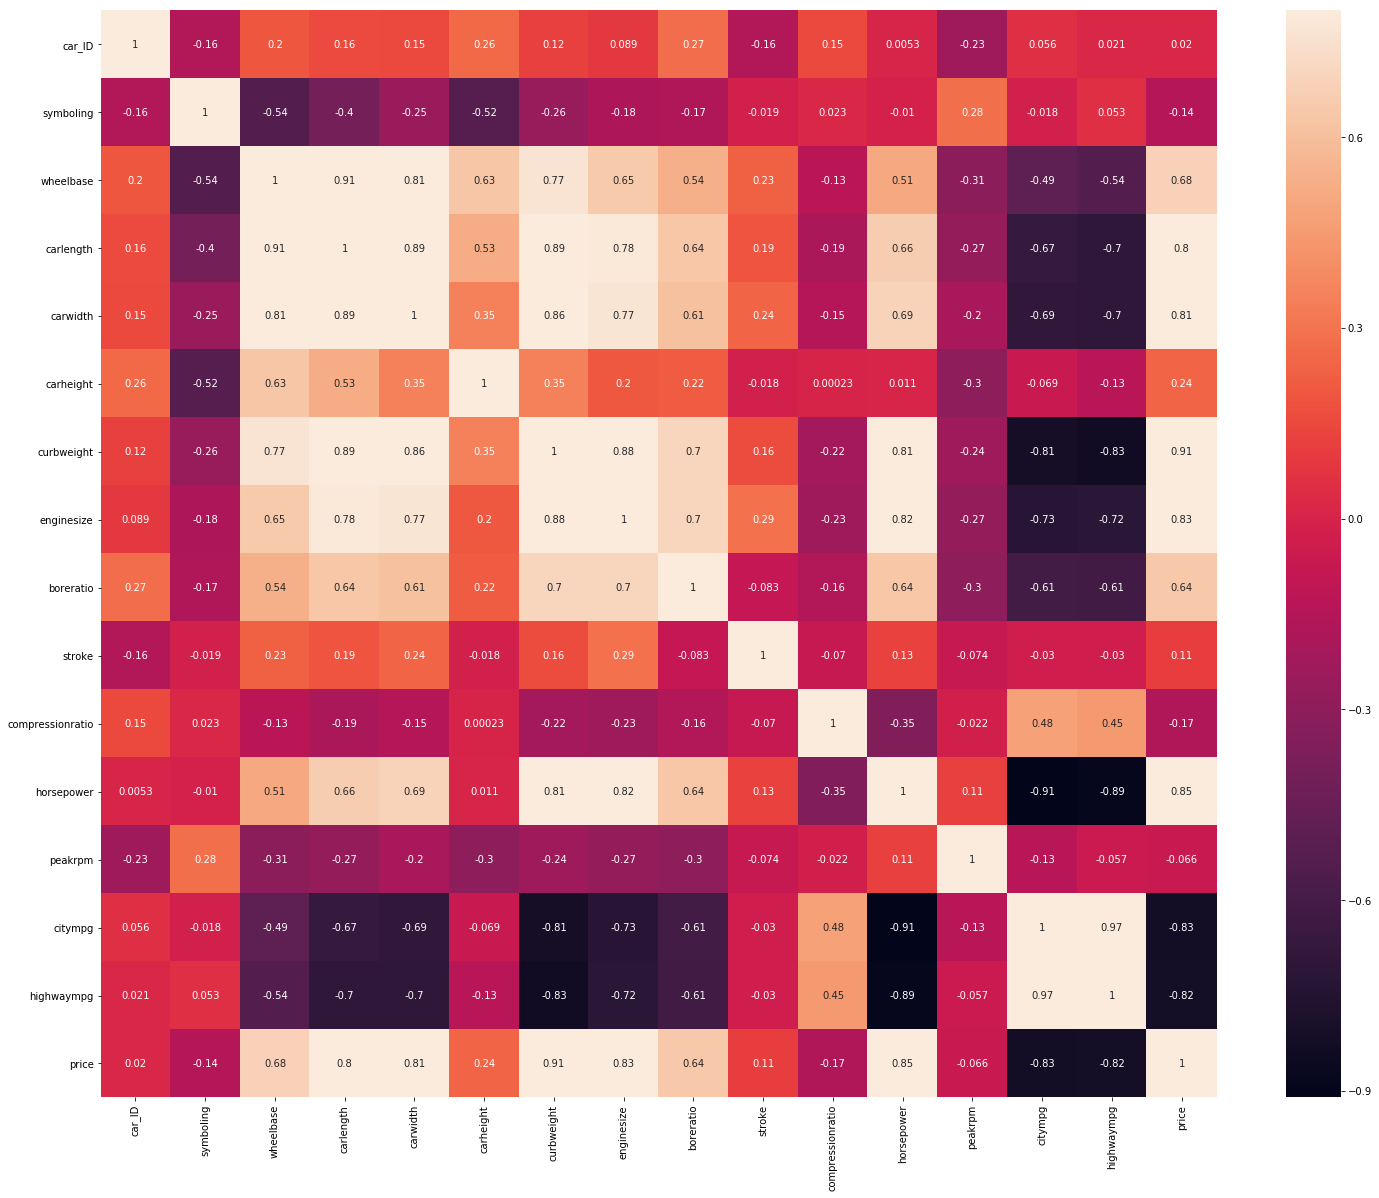 car_ID 1 -0.16 0.2 0.16 0.15 0.26 0.12 0.089 0.27 -0.16 0.15 0.0053 -0.23 0.056 0.021 0.02
symboling -0.16 1 -0.54 -0.4 -0.25 -0.52 -0.26 -0.18 -0.17 -0.019 0.023 -0.01 0.28 -0.018 0.053 -0.14
0.6
wheelbase 0.2 -0.54 1 0.91 0.81 0.63 0.77 0.65 0.54 0.23 -0.13 0.51 -0.31 -0.49 -0.54 0.68
carlength 0.16 -0.4 0.91 1 0.89 0.53 0.89 0.78 0.64 0.19 -0.19 0.66 -0.27 -0.67 -0.7 0.8
carwidth 0.15 -0.25 0.81 0.89 1 0.35 0.86 0.77 0.61 0.24 -0.15 0.69 -0.2 -0.69 -0.7 0.81
0.3
carheight 0.26 -0.52 0.63 0.53 0.35 1 0.35 0.2 0.22 -0.018 0.00023 0.011 -0.3 -0.069 -0.13 0.24
curbweight 0.12 -0.26 0.77 0.89 0.86 0.35 1 0.88 0.7 0.16 -0.22 0.81 -0.24 -0.81 -0.83 0.91
enginesize 0.089 -0.18 0.65 0.78 0.77 0.2 0.88 1 0.7 0.29 -0.23 0.82 -0.27 -0.73 -0.72 0.83
0.0
boreratio 0.27 -0.17 0.54 0.64 0.61 0.22 0.7 0.7 1 -0.083 -0.16 0.64 -0.3 -0.61 -0.61 0.64
stroke -0.16 -0.019 0.23 0.19 0.24 -0.018 0.16 0.29 -0.083 1 -0.07 0.13 -0.074 -0.03 -0.03 0.11
−0.3
compressionratio 0.15 0.023 -0.13 -0.19 -0.15 0.00023 -0.22 -0.23 -0.16 -0.07 1 -0.35 -0.022 0.48 0.45 -0.17
horsepower 0.0053 -0.01 0.51 0.66 0.69 0.011 0.81 0.82 0.64 0.13 -0.35 1 0.11 -0.91 -0.89 0.85
peakrpm -0.23 0.28 -0.31 -0.27 -0.2 -0.3 -0.24 -0.27 -0.3 -0.074 -0.022 0.11 1 -0.13 -0.057 -0.066
−0.6
citympg 0.056 -0.018 -0.49 -0.67 -0.69 -0.069 -0.81 -0.73 -0.61 -0.03 0.48 -0.91 -0.13 1 0.97 -0.83
highwaympg 0.021 0.053 -0.54 -0.7 -0.7 -0.13 -0.83 -0.72 -0.61 -0.03 0.45 -0.89 -0.057 0.97 1 -0.82
price 0.02 -0.14 0.68 0.8 0.81 0.24 0.91 0.83 0.64 0.11 -0.17 0.85 -0.066 -0.83 -0.82 1
−0.9
car_ID symboling wheelbase carlength carwidth carheight curbweight enginesize boreratio stroke compressionratio horsepower peakrpm citympg highwaympg price